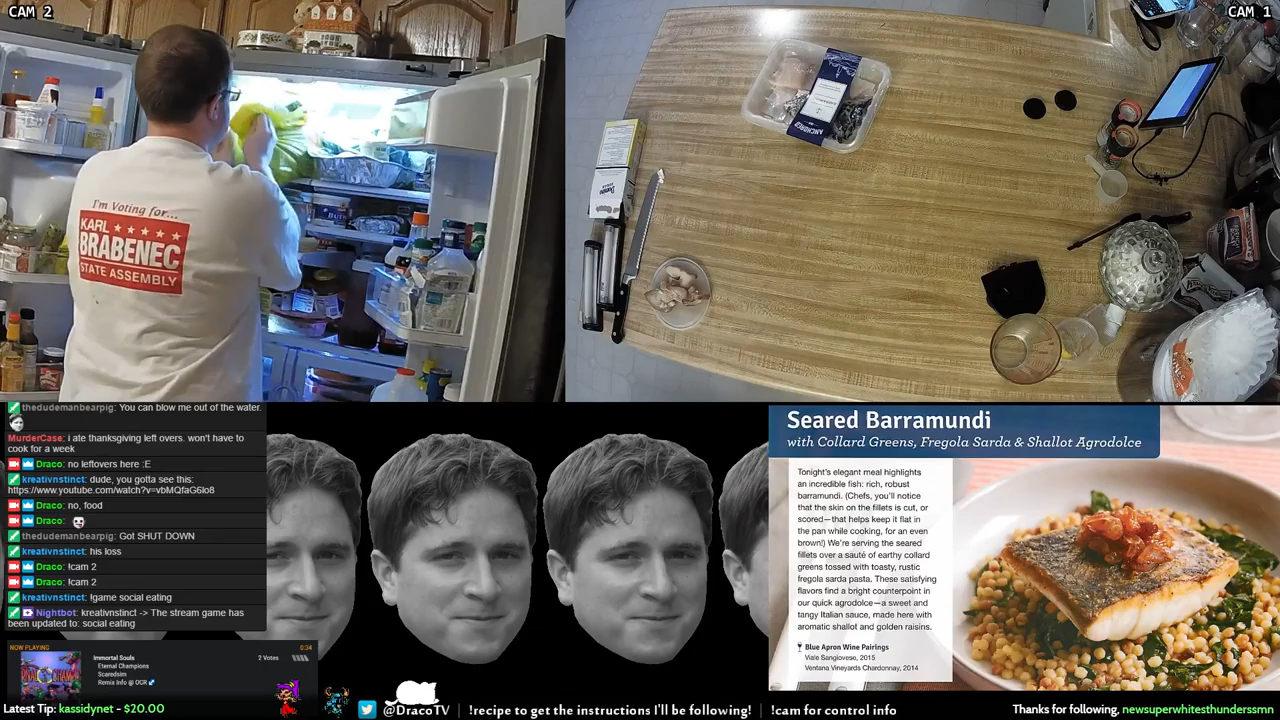 CAM 2
CAM 1
I'm Voting for...
KARL
BRABENEC
STATE ASSEMBLY
ANCHORED
Domino
thedudemanbearpig: You can blow me out of the water.
MurderCase: i ate thanksgiving left overs. won't have to
cook for a week
Draco: no leftovers here :E
kreativnstinct: dude, you gotta see this:
https://www.youtube.com/watch?v=vbMQfaG6lo8
Draco: no, food
Draco:
thedudemanbearpig: Got SHUT DOWN
kreativnstinct: his loss
Draco: !cam 2
Draco: !cam 2
kreativnstinct: !game social eating
Nightbot: kreativnstinct -> The stream game has
been updated to: social eating
NOW PLAYING
0:34
Immortal Souls
2 Votes
Eternal Champions
Scaredsim
Remix Info @ OCR
Seared Barramundi
with Collard Greens, Fregola Sarda & Shallot Agrodolce
Tonight's elegant meal highlights
an incredible fish: rich, robust
barramundi. (Chefs, you'll notice
that the skin on the fillets is cut, or
scored—that helps keep it flat in
the pan while cooking, for an even
brown!) We're serving the seared
fillets over a sauté of earthy collard
greens tossed with toasty, rustic
fregola sarda pasta. These satisfying
flavors find a bright counterpoint in
our quick agrodolce—a sweet and
tangy Italian sauce, made here with
aromatic shallot and golden raisins.
Blue Apron Wine Pairings
Viale Sangiovese, 2015
Ventana Vineyards Chardonnay, 2014
Latest Tip: kassidynet - $20.00
@DracoTV | !recipe to get the instructions I'll be following! | !cam for control info
Thanks for following, newsuperwhitesthunderssmn